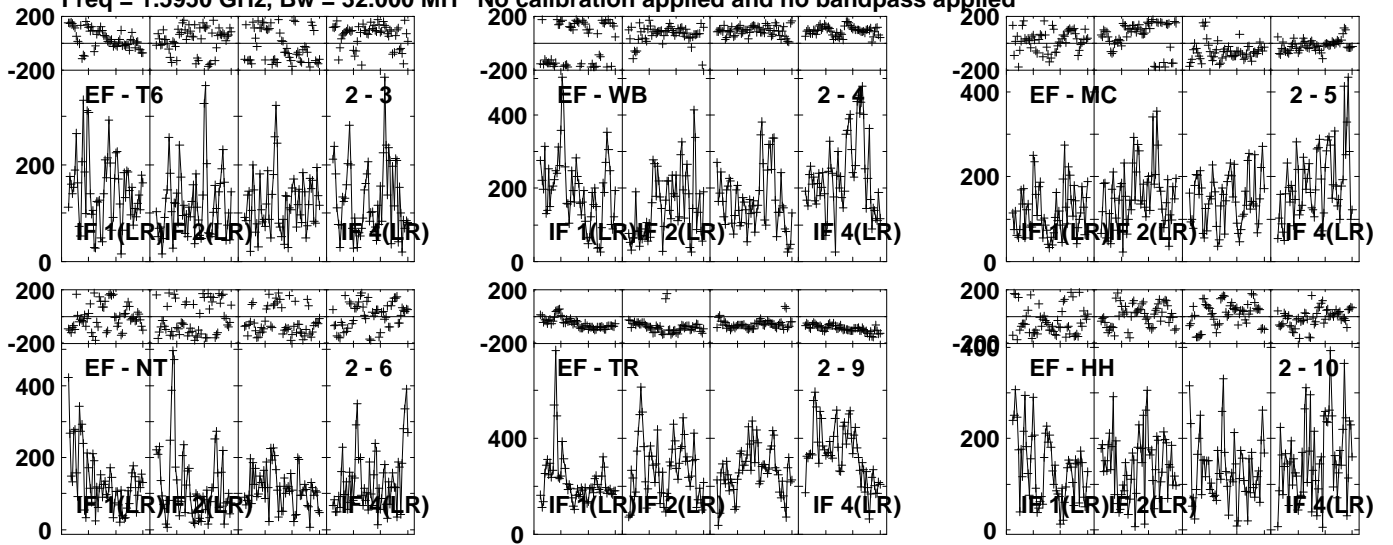 Freq = 1.5950 GHz, Bw = 32.000 MH No calibration applied and no bandpass applied
200 200 200
-200 -200 -200
EF - T6 2 - 3 EF - WB 2 - 4 EF - MC 2 - 5
400 400
200 200 200
IF 1(LR) IF 2(LR) IF 4(LR) IF 1(LR) IF 2(LR) IF 4(LR) IF 1(LR) IF 2(LR) IF 4(LR)
0 0 0
200 200 200
-200 -200 -200
400
EF - NT 2 - 6 EF - TR 2 - 9 EF - HH 2 - 10
400
400
200 200
IF 1(LR) IF 2(LR) IF 4(LR) IF 1(LR) IF 2(LR) IF 4(LR) IF 1(LR) IF 2(LR) IF 4(LR)
0 0 0